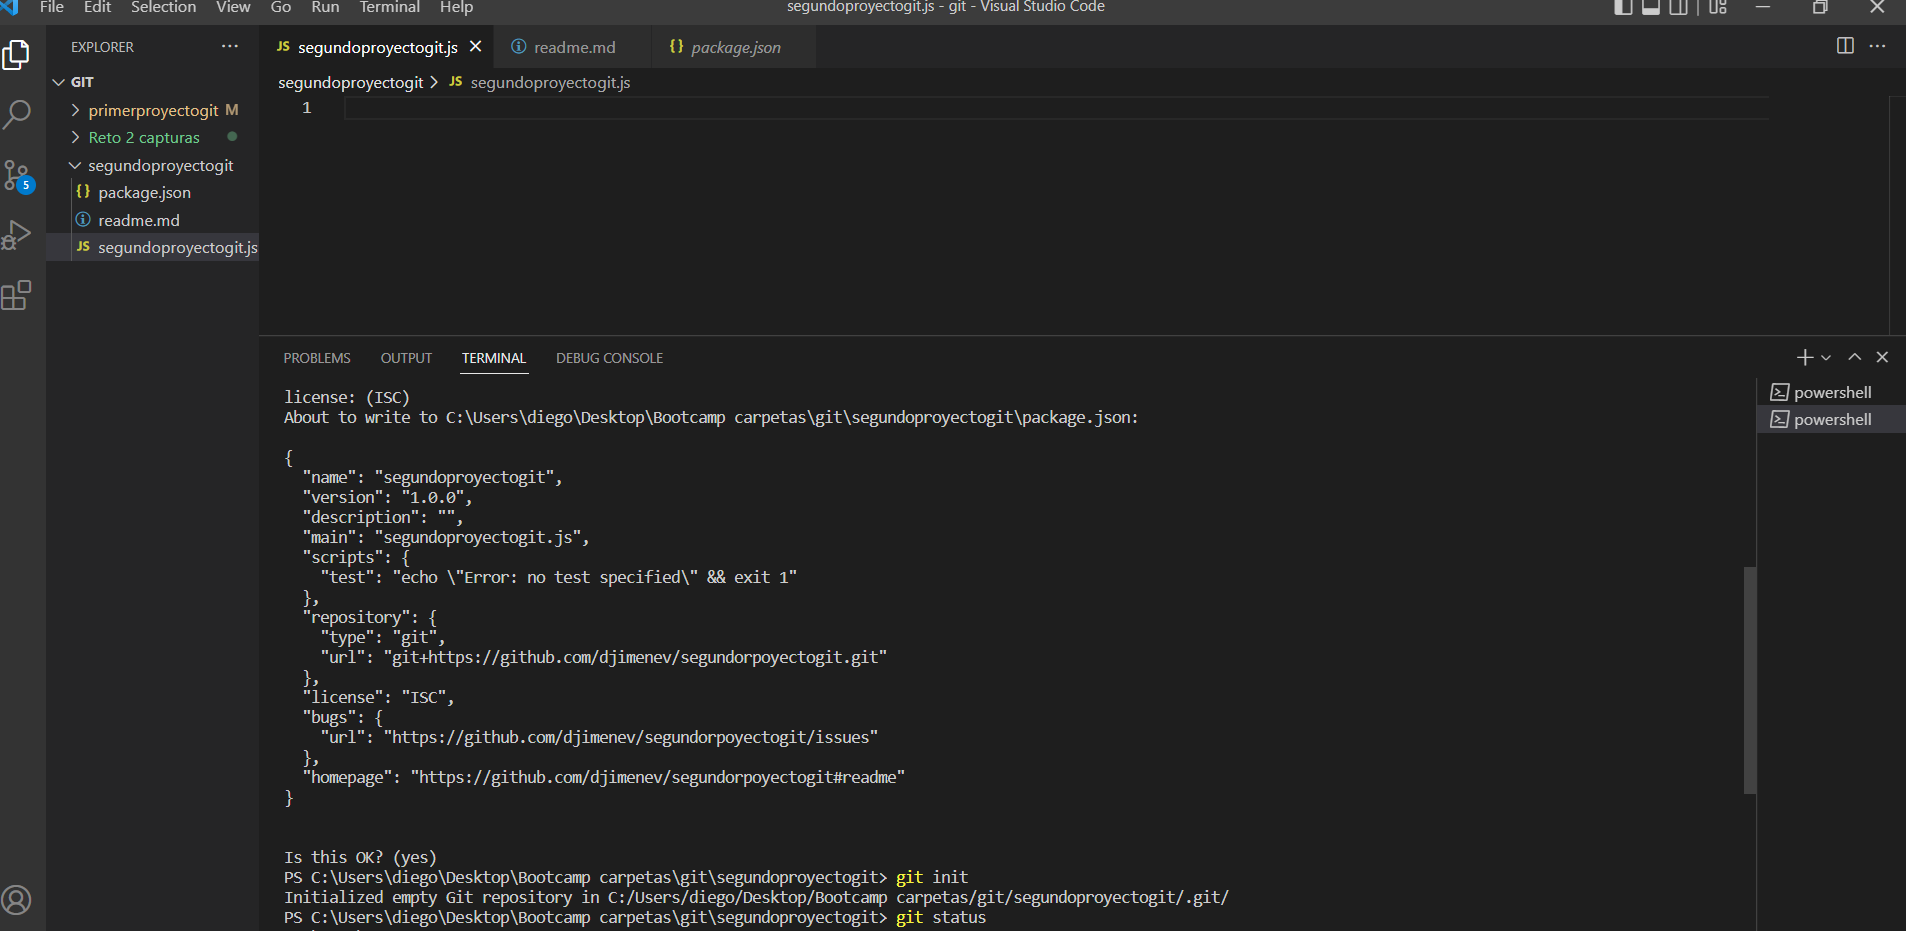 File Edit Selection View Go Run Terminal Help
segundoproyectogit.js - git - Visual Studio Code
EXPLORER
GIT
primerproyectogit M
Reto 2 capturas
segundoproyectogit
{} package.json
readme.md
JS segundoproyectogit.js
5
JS segundoproyectogit.js
readme.md
{} package.json
segundoproyectogit > JS segundoproyectogit.js
1
PROBLEMS OUTPUT TERMINAL DEBUG CONSOLE
license: (ISC)
About to write to C:\Users\diego\Desktop\Bootcamp carpetas\git\segundoproyectogit\package.json:
{
"name": "segundoproyectogit",
"version": "1.0.0",
"description": "",
"main": "segundoproyectogit.js",
"scripts": {
"test": "echo \"Error: no test specified\" && exit 1"
},
"repository": {
"type": "git",
"url": "git+https://github.com/djimenev/segundorpoyectogit.git"
},
"license": "ISC",
"bugs": {
"url": "https://github.com/djimenev/segundorpoyectogit/issues"
},
"homepage": "https://github.com/djimenev/segundorpoyectogit#readme"
}
Is this OK? (yes)
PS C:\Users\diego\Desktop\Bootcamp carpetas\git\segundoproyectogit> git init
Initialized empty Git repository in C:/Users/diego/Desktop/Bootcamp carpetas/git/segundoproyectogit/.git/
PS C:\Users\diego\Desktop\Bootcamp carpetas\git\segundoproyectogit> git status
powershell
powershell